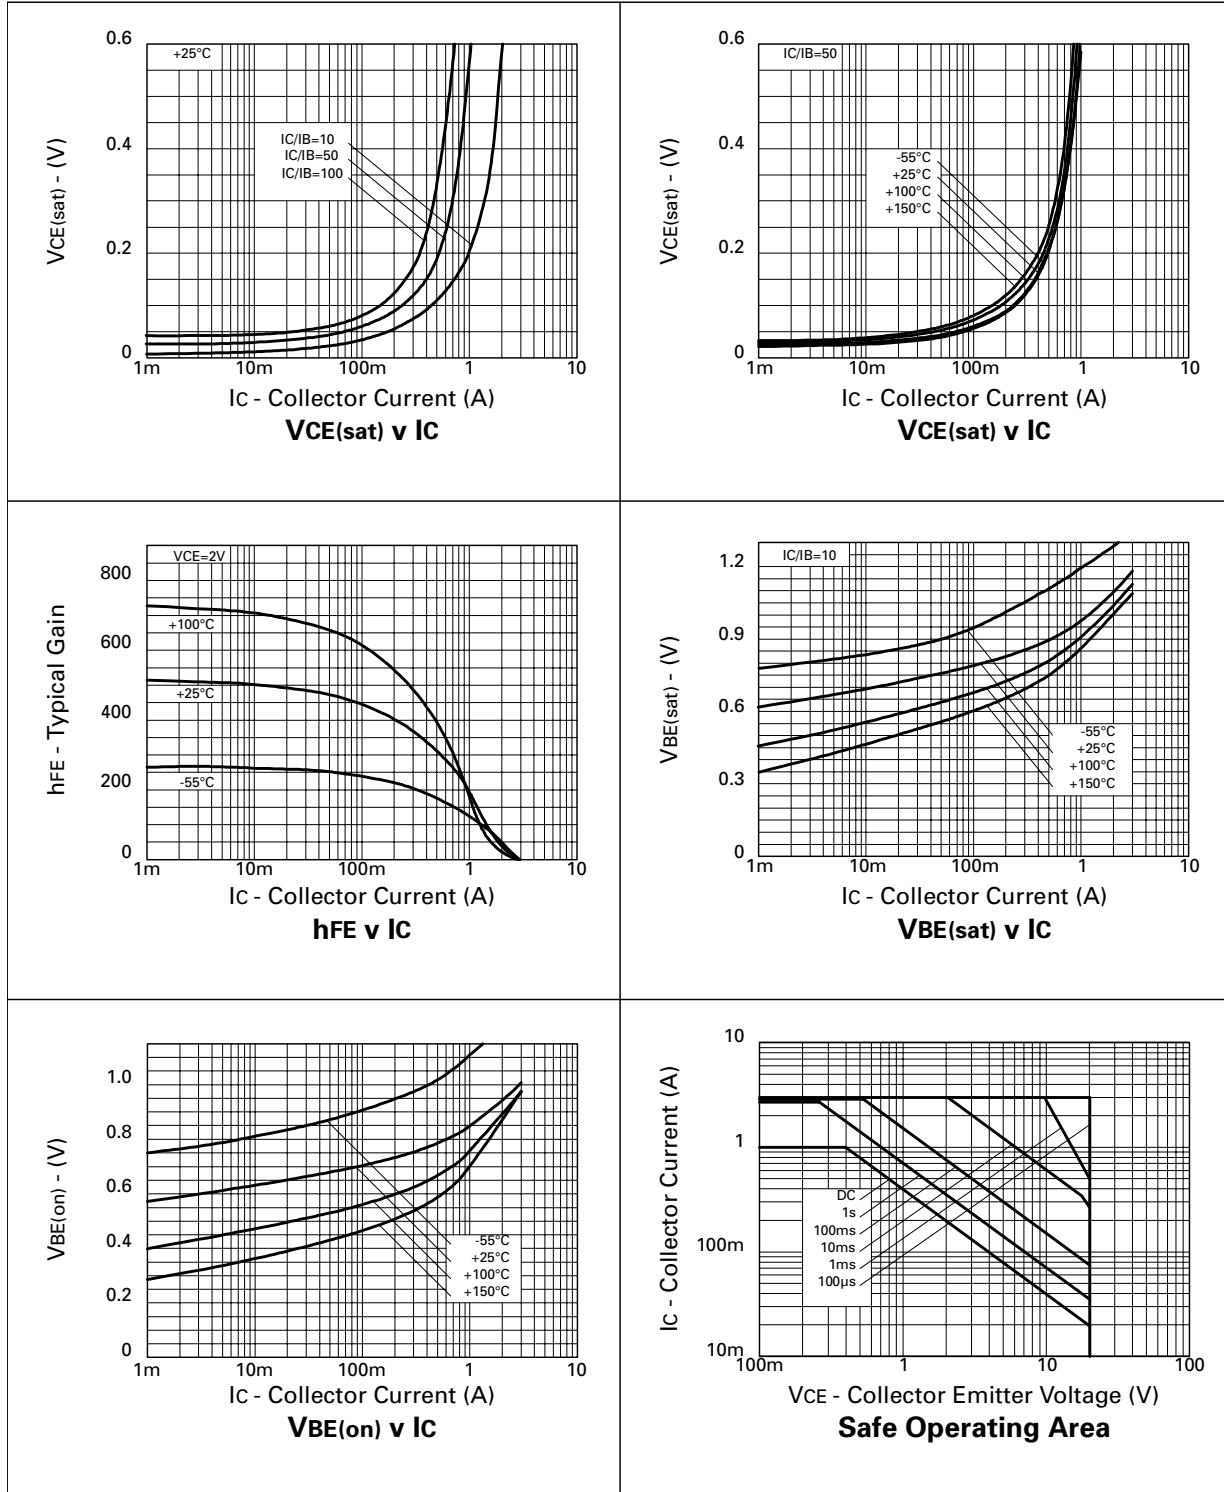 0.6
+25°C
0.4
IC/IB=10
IC/IB=50
IC/IB=100
0.2
0
VCE(sat) - (V)
1m 10m 100m 1 10
IC - Collector Current (A)
VCE(sat) v IC
0.6
IC/IB=50
0.4
-55°C
+25°C
+100°C
+150°C
0.2
0
VCE(sat) - (V)
1m 10m 100m 1 10
IC - Collector Current (A)
VCE(sat) v IC
VCE=2V
800
+100°C
600
+25°C
400
200
-55°C
0
hFE - Typical Gain
1m 10m 100m 1 10
IC - Collector Current (A)
hFE v IC
1.2
IC/IB=10
0.9
0.6
-55°C
+25°C
+100°C
+150°C
0.3
0
VBE(sat) - (V)
1m 10m 100m 1 10
IC - Collector Current (A)
VBE(sat) v IC
1.0
0.8
0.6
0.4
-55°C
+25°C
+100°C
+150°C
0.2
0
VBE(on) - (V)
1m 10m 100m 1 10
IC - Collector Current (A)
VBE(on) v IC
10
1
DC
1s
100ms
10ms
1ms
100µs
100m
10m
IC - Collector Current (A)
100m 1 10 100
VCE - Collector Emitter Voltage (V)
Safe Operating Area